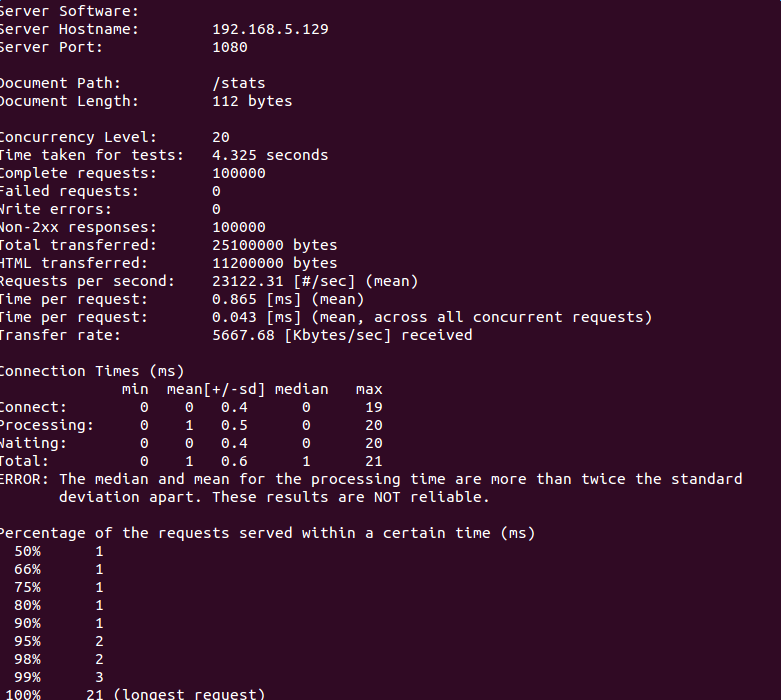 Server Software:
Server Hostname:        192.168.5.129
Server Port:            1080

Document Path:          /stats
Document Length:        112 bytes

Concurrency Level:      20
Time taken for tests:   4.325 seconds
Complete requests:      100000
Failed requests:        0
Write errors:           0
Non-2xx responses:      100000
Total transferred:      25100000 bytes
HTML transferred:       11200000 bytes
Requests per second:    23122.31 [#/sec] (mean)
Time per request:       0.865 [ms] (mean)
Time per request:       0.043 [ms] (mean, across all concurrent requests)
Transfer rate:          5667.68 [Kbytes/sec] received

Connection Times (ms)
              min  mean[+/-sd] median   max
Connect:        0    0   0.4      0      19
Processing:     0    1   0.5      0      20
Waiting:        0    0   0.4      0      20
Total:          0    1   0.6      1      21
ERROR: The median and mean for the processing time are more than twice the standard
       deviation apart. These results are NOT reliable.

Percentage of the requests served within a certain time (ms)
  50%      1
  66%      1
  75%      1
  80%      1
  90%      1
  95%      2
  98%      2
  99%      3
 100%     21 (longest request)